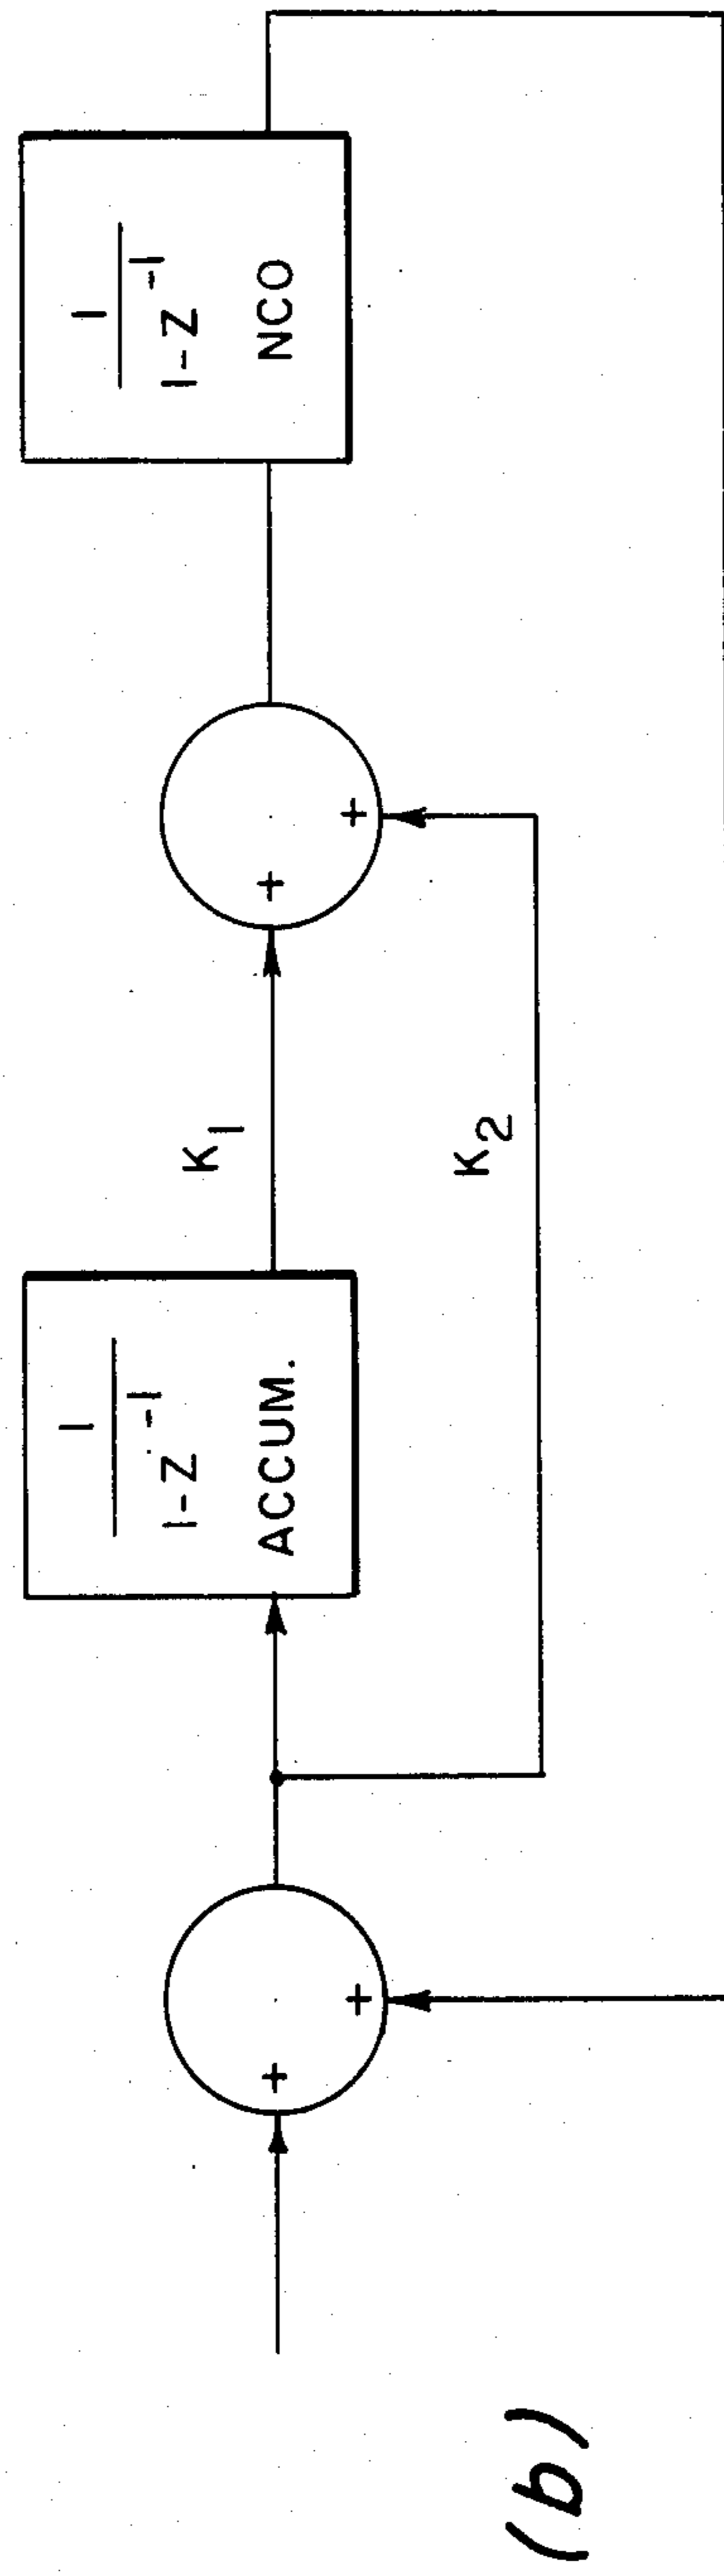 +
+
1
1-Z⁻¹
ACCUM.
K1
K2
+
+
1
1-Z⁻¹
NCO
(b)